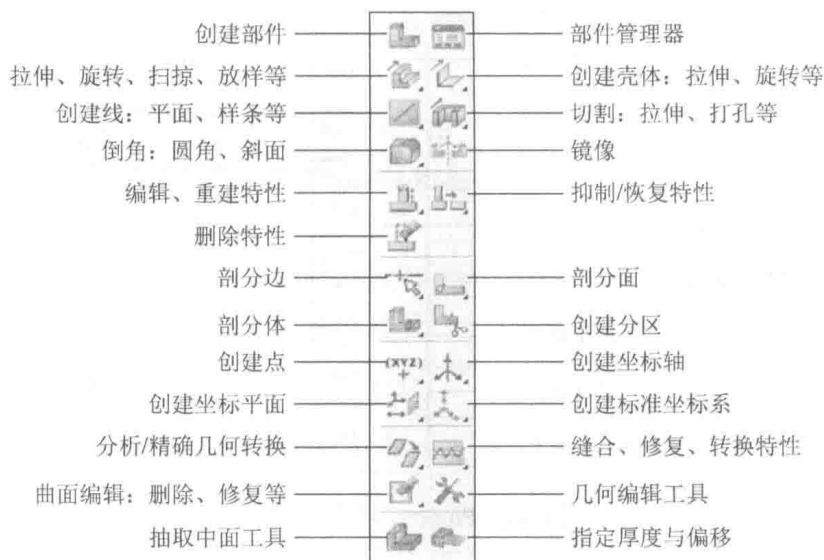 创建部件
部件管理器
拉伸、旋转、扫掠、放样等
创建壳体：拉伸、旋转等
创建线：平面、样条等
切割：拉伸、打孔等
倒角：圆角、斜面
镜像
编辑、重建特性
抑制/恢复特性
删除特性
剖分边
剖分面
剖分体
创建分区
创建点
(XYZ)
创建坐标轴
创建坐标平面
创建标准坐标系
分析/精确几何转换
缝合、修复、转换特性
曲面编辑：删除、修复等
几何编辑工具
抽取中面工具
指定厚度与偏移